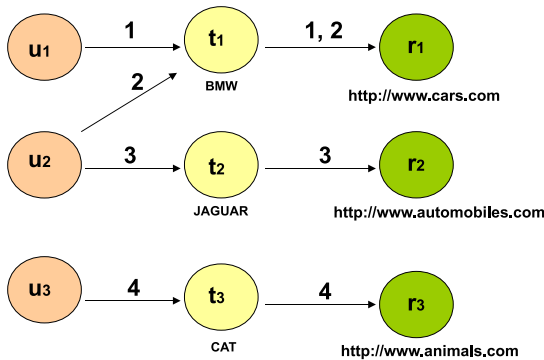 u1 1 t1 1, 2 r1
BMW
http://www.cars.com
2
u2 3 t2 3 r2
JAGUAR
http://www.automobiles.com
u3 4 t3 4 r3
CAT
http://www.animals.com